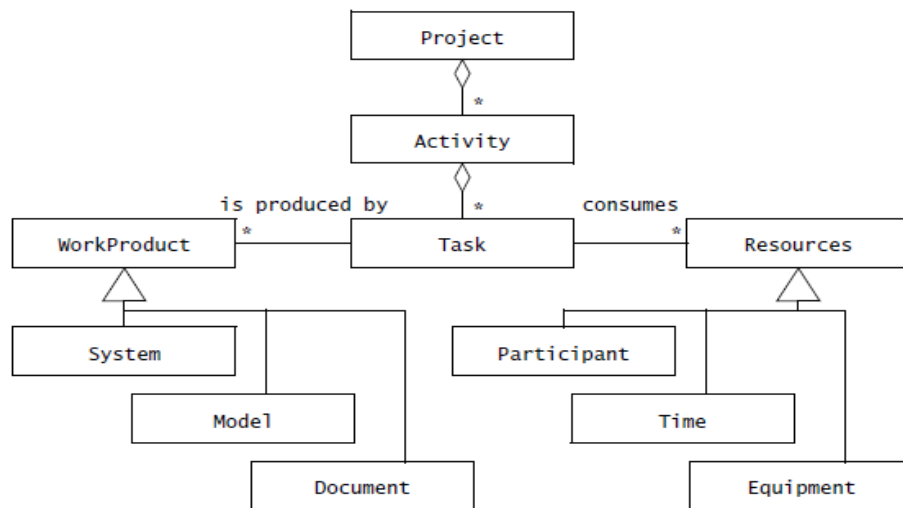 Project
*
Activity
is produced by * consumes
WorkProduct * Task * Resources
System Participant
Model Time
Document Equipment